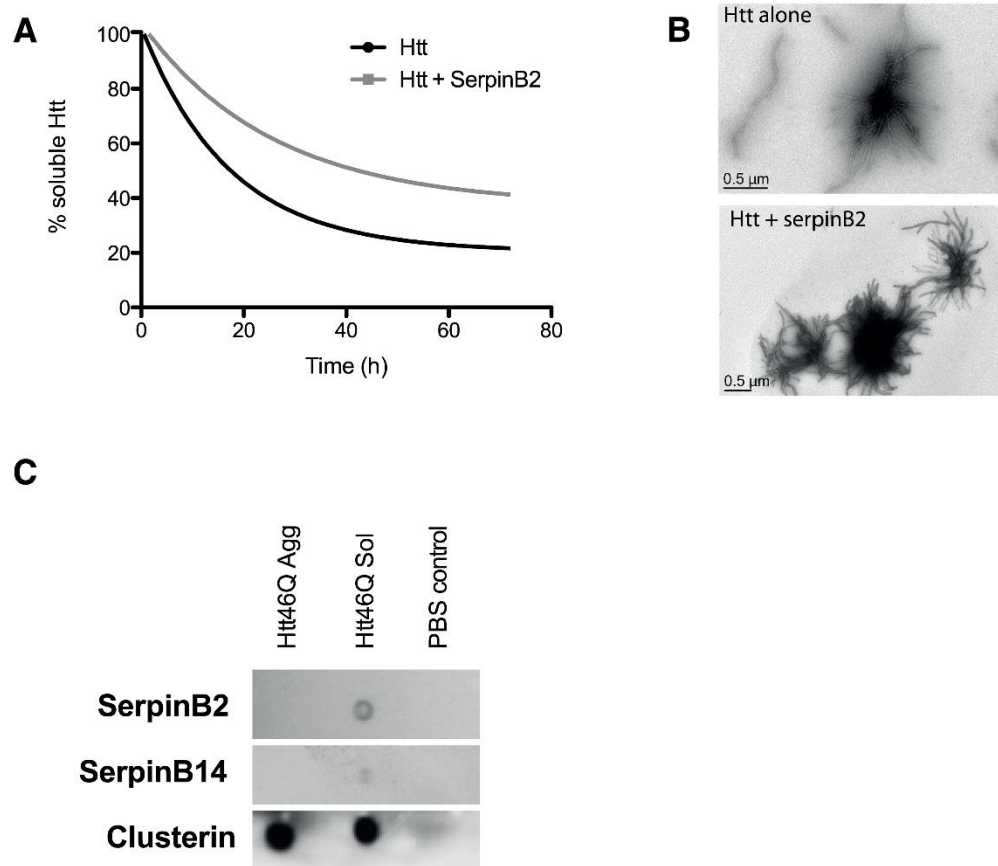 A
100
80
60
40
20
0
% soluble Htt
0 20 40 60 80
Time (h)
Htt
Htt + SerpinB2
B
Htt alone
0.5 µm
Htt + serpinB2
0.5 µm
C
Htt46Q Agg
Htt46Q Sol
PBS control
SerpinB2
SerpinB14
Clusterin